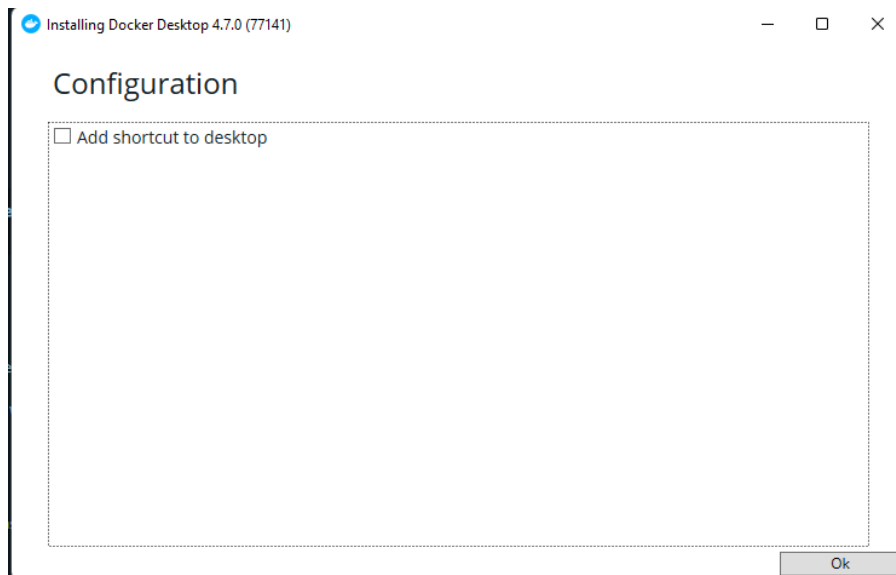 Installing Docker Desktop 4.7.0 (77141)
Configuration
Add shortcut to desktop
Ok